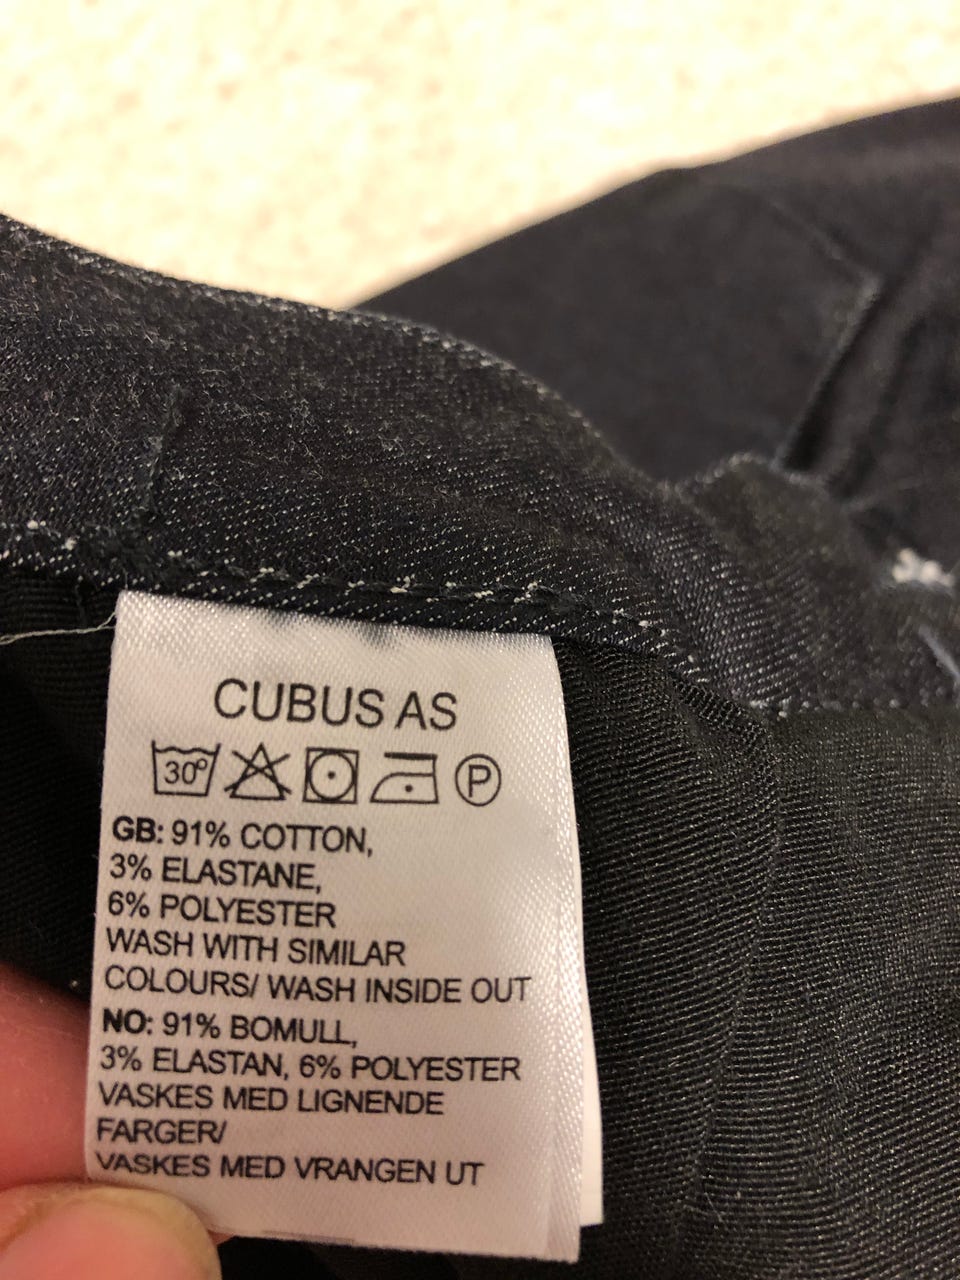 CUBUS AS
30° P
GB: 91% COTTON,
3% ELASTANE,
6% POLYESTER
WASH WITH SIMILAR
COLOURS/ WASH INSIDE OUT
NO: 91% BOMULL,
3% ELASTAN, 6% POLYESTER
VASKES MED LIGNENDE
FARGER/
VASKES MED VRANGEN UT